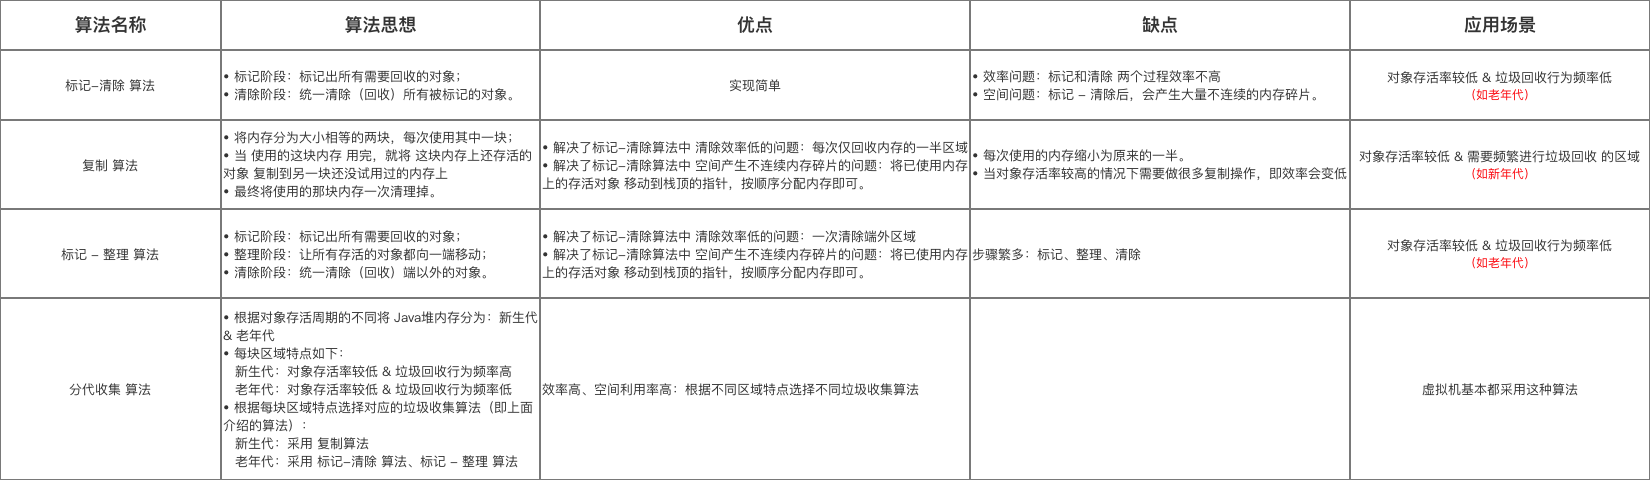 算法名称
算法思想
优点
缺点
应用场景
标记-清除 算法
• 标记阶段：标记出所有需要回收的对象；
• 清除阶段：统一清除（回收）所有被标记的对象。
实现简单
• 效率问题：标记和清除 两个过程效率不高
• 空间问题：标记 - 清除后，会产生大量不连续的内存碎片。
对象存活率较低 & 垃圾回收行为频率低
（如老年代）
复制 算法
• 将内存分为大小相等的两块，每次使用其中一块；
• 当 使用的这块内存 用完，就将 这块内存上还存活的
对象 复制到另一块还没试用过的内存上
• 最终将使用的那块内存一次清理掉。
• 解决了标记-清除算法中 清除效率低的问题：每次仅回收内存的一半区域
• 解决了标记-清除算法中 空间产生不连续内存碎片的问题：将已使用内存
上的存活对象 移动到栈顶的指针，按顺序分配内存即可。
• 每次使用的内存缩小为原来的一半。
• 当对象存活率较高的情况下需要做很多复制操作，即效率会变低
对象存活率较低 & 需要频繁进行垃圾回收 的区域
（如新年代）
标记 - 整理 算法
• 标记阶段：标记出所有需要回收的对象；
• 整理阶段：让所有存活的对象都向一端移动；
• 清除阶段：统一清除（回收）端以外的对象。
• 解决了标记-清除算法中 清除效率低的问题：一次清除端外区域
• 解决了标记-清除算法中 空间产生不连续内存碎片的问题：将已使用内存
上的存活对象 移动到栈顶的指针，按顺序分配内存即可。
步骤繁多：标记、整理、清除
对象存活率较低 & 垃圾回收行为频率低
（如老年代）
分代收集 算法
• 根据对象存活周期的不同将 Java堆内存分为：新生代
& 老年代
• 每块区域特点如下：
新生代：对象存活率较低 & 垃圾回收行为频率高
老年代：对象存活率较低 & 垃圾回收行为频率低
• 根据每块区域特点选择对应的垃圾收集算法（即上面
介绍的算法）：
新生代：采用 复制算法
老年代：采用 标记-清除 算法、标记 - 整理 算法
效率高、空间利用率高：根据不同区域特点选择不同垃圾收集算法
虚拟机基本都采用这种算法